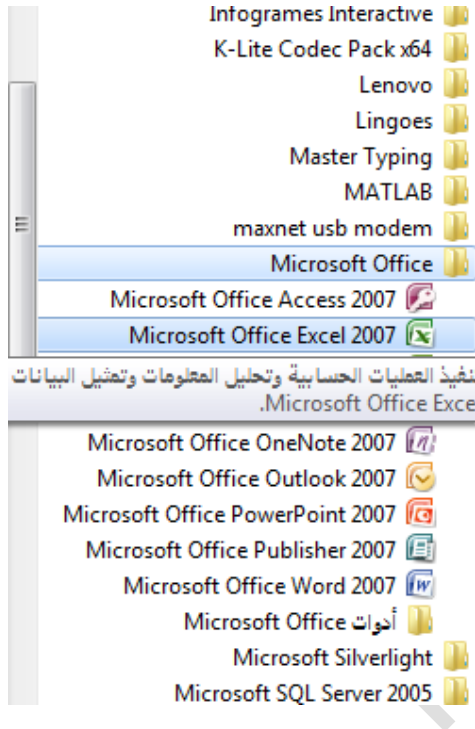 Infogrames Interactive
K-Lite Codec Pack x64
Lenovo
Lingoes
Master Typing
MATLAB
maxnet usb modem
Microsoft Office
Microsoft Office Access 2007
Microsoft Office Excel 2007
تنفيذ العمليات الحسابية وتحليل المعلومات وتمثيل البيانات
.Microsoft Office Exce
Microsoft Office OneNote 2007
Microsoft Office Outlook 2007
Microsoft Office PowerPoint 2007
Microsoft Office Publisher 2007
Microsoft Office Word 2007
أدوات Microsoft Office
Microsoft Silverlight
Microsoft SQL Server 2005